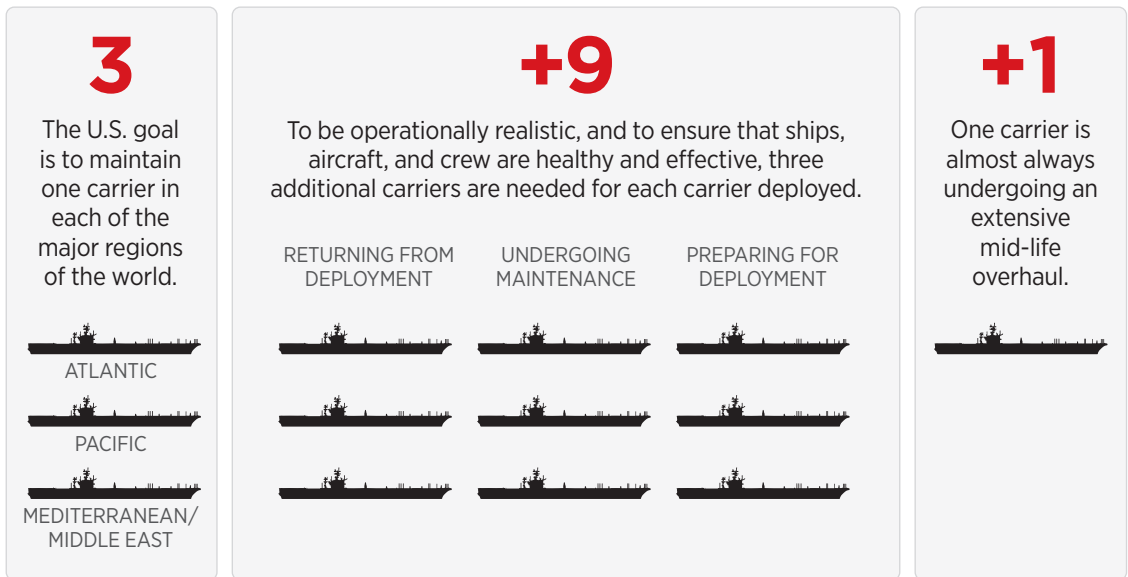 3
The U.S. goal
is to maintain
one carrier in
each of the
major regions
of the world.
ATLANTIC
PACIFIC
MEDITERRANEAN/
MIDDLE EAST
+9
To be operationally realistic, and to ensure that ships,
aircraft, and crew are healthy and effective, three
additional carriers are needed for each carrier deployed.
RETURNING FROM
DEPLOYMENT
UNDERGOING
MAINTENANCE
PREPARING FOR
DEPLOYMENT
+1
One carrier is
almost always
undergoing an
extensive
mid-life
overhaul.